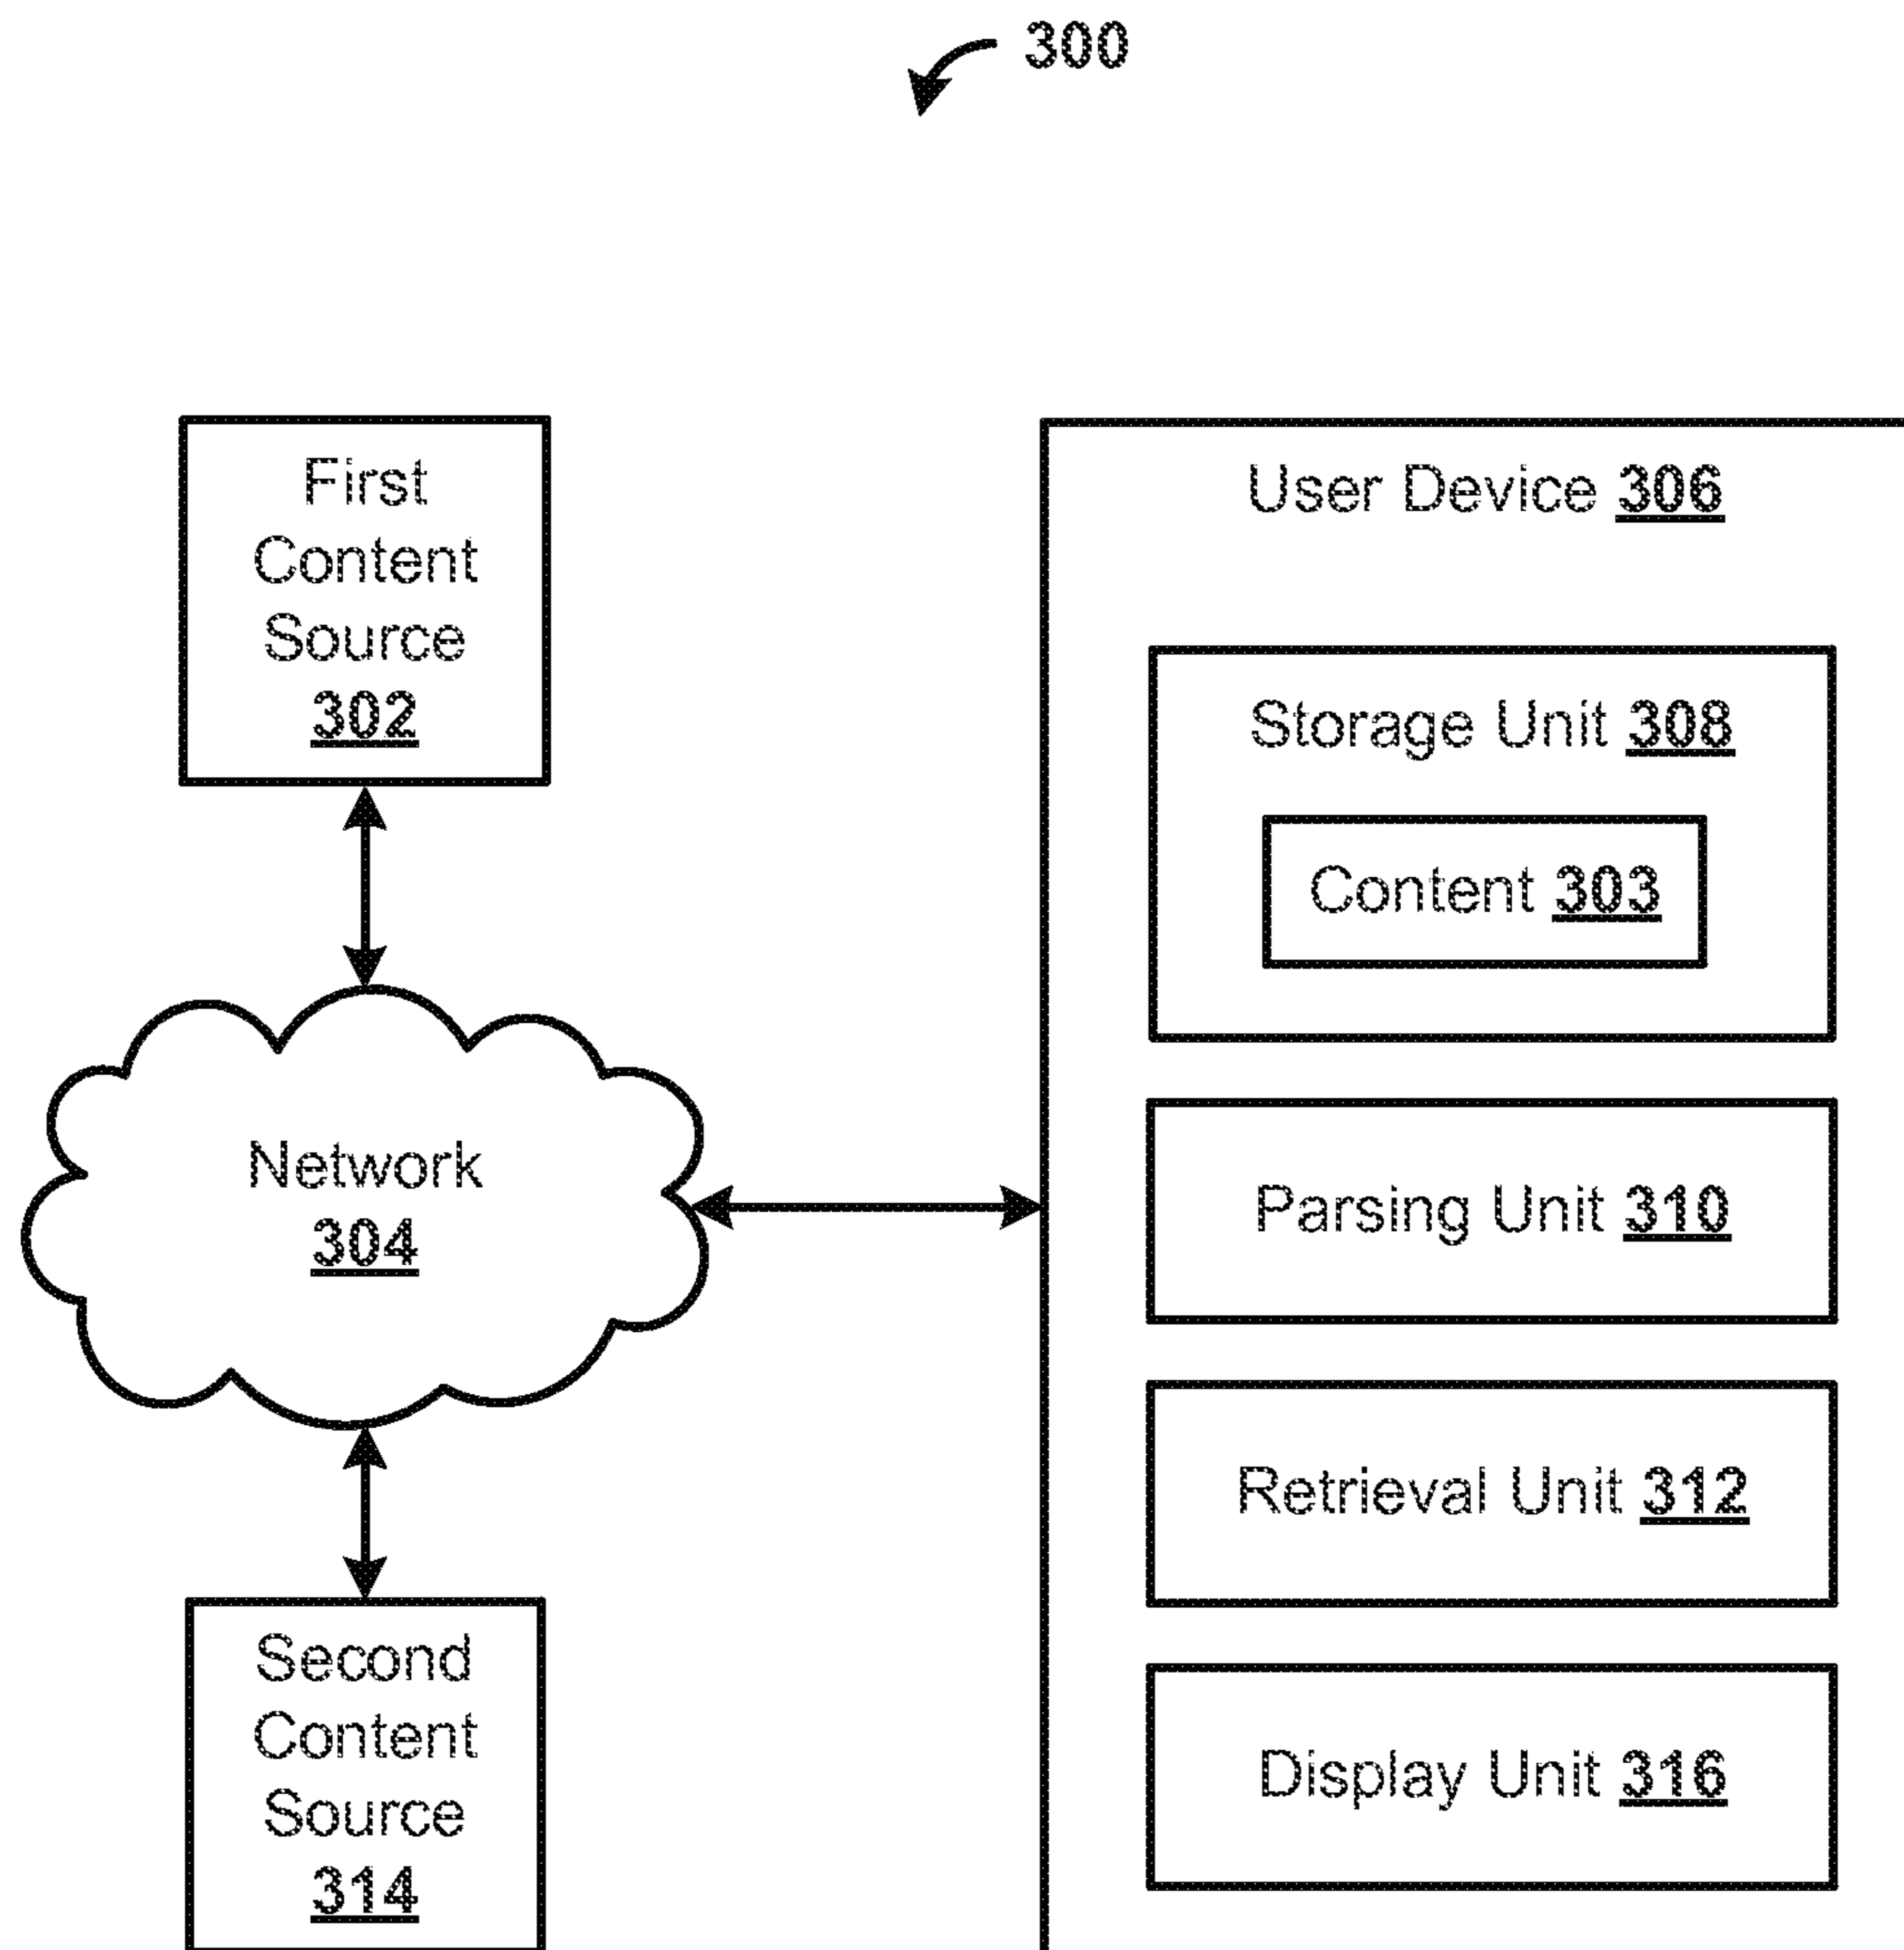 300
First
Content
Source
302
Network
304
Second
Content
Source
314
User Device 306
Storage Unit 308
Content 303
Parsing Unit 310
Retrieval Unit 312
Display Unit 316